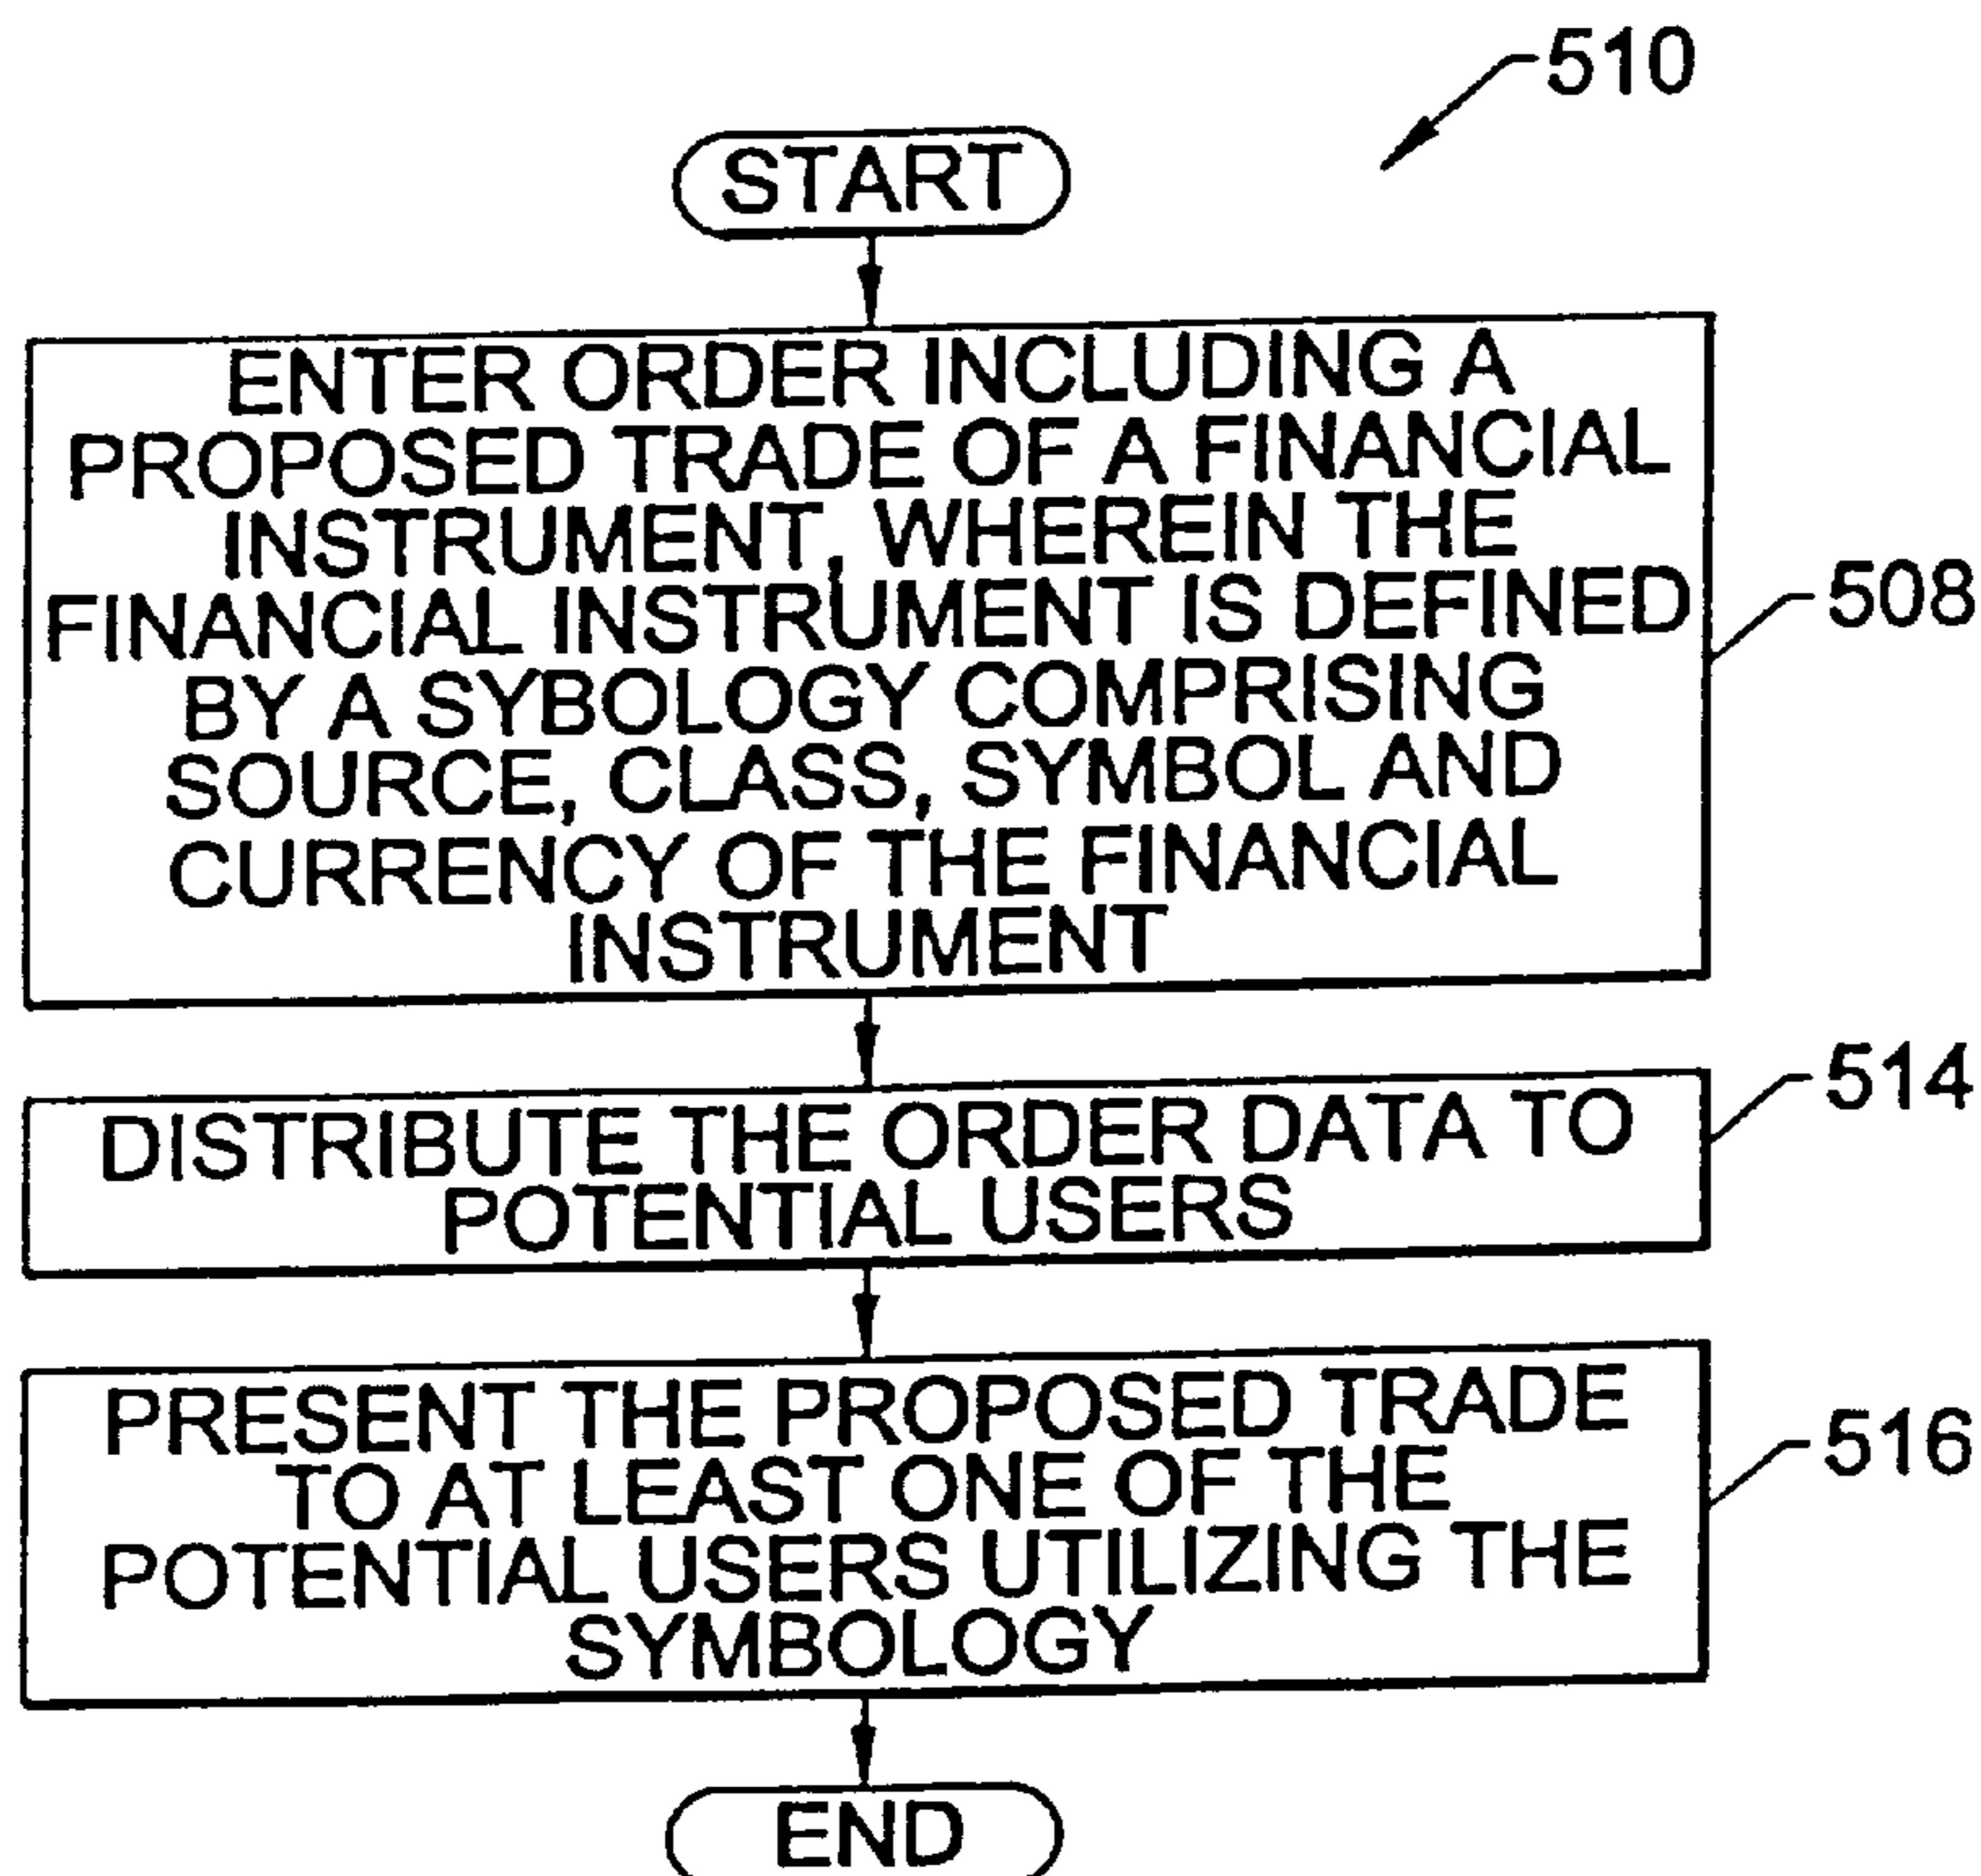 510
START
ENTER ORDER INCLUDING A
PROPOSED TRADE OF A FINANCIAL
INSTRUMENT, WHEREIN THE
FINANCIAL INSTRUMENT IS DEFINED
BY A SYBOLOGY COMPRISING
SOURCE, CLASS, SYMBOL AND
CURRENCY OF THE FINANCIAL
INSTRUMENT
508
DISTRIBUTE THE ORDER DATA TO
POTENTIAL USERS
514
PRESENT THE PROPOSED TRADE
TO AT LEAST ONE OF THE
POTENTIAL USERS UTILIZING THE
SYMBOLOGY
516
END